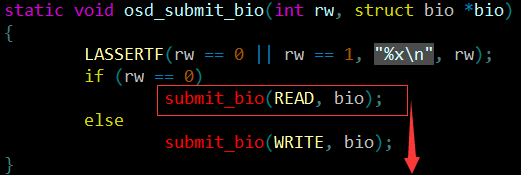 static void osd_submit_bio(int rw, struct bio *bio)
{
        LASSERTF(rw == 0 || rw == 1, "%x\n", rw);
        if (rw == 0)
                submit_bio(READ, bio);
        else
                submit_bio(WRITE, bio);
}